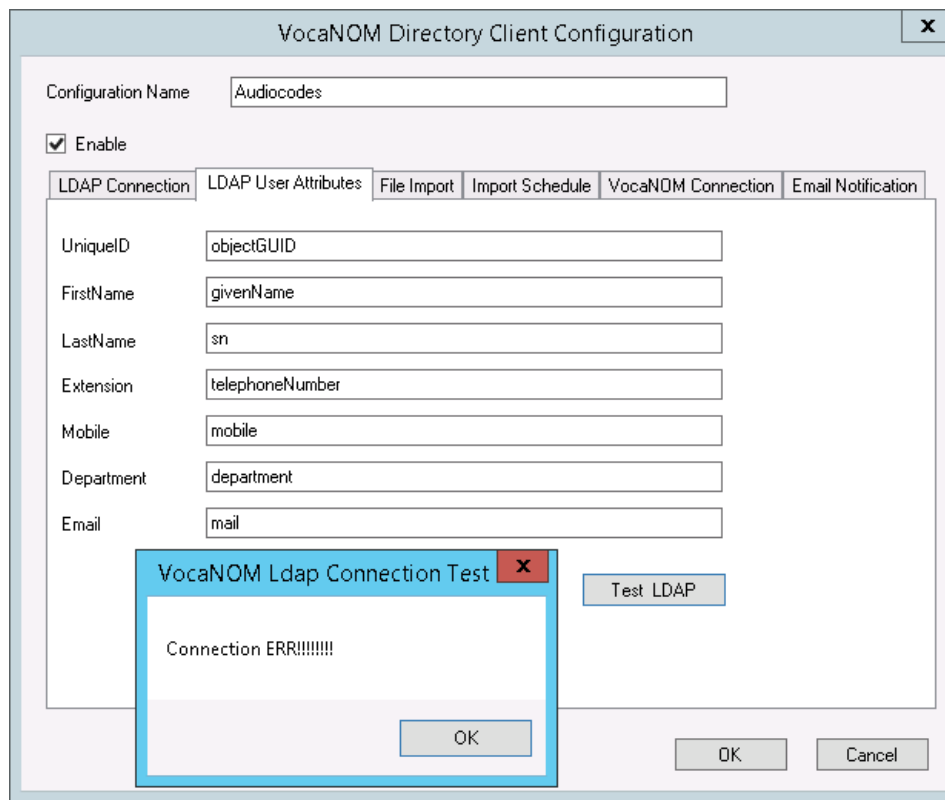 VocaNOM Directory Client Configuration
x
Configuration Name
Audiocodes
Enable
LDAP Connection
LDAP User Attributes
File Import
Import Schedule
VocaNOM Connection
Email Notification
UniqueID
objectGUID
FirstName
givenName
LastName
sn
Extension
telephoneNumber
Mobile
mobile
Department
department
Email
mail
VocaNOM Ldap Connection Test
x
Test LDAP
Connection ERR!!!!!!!!
OK
OK
Cancel